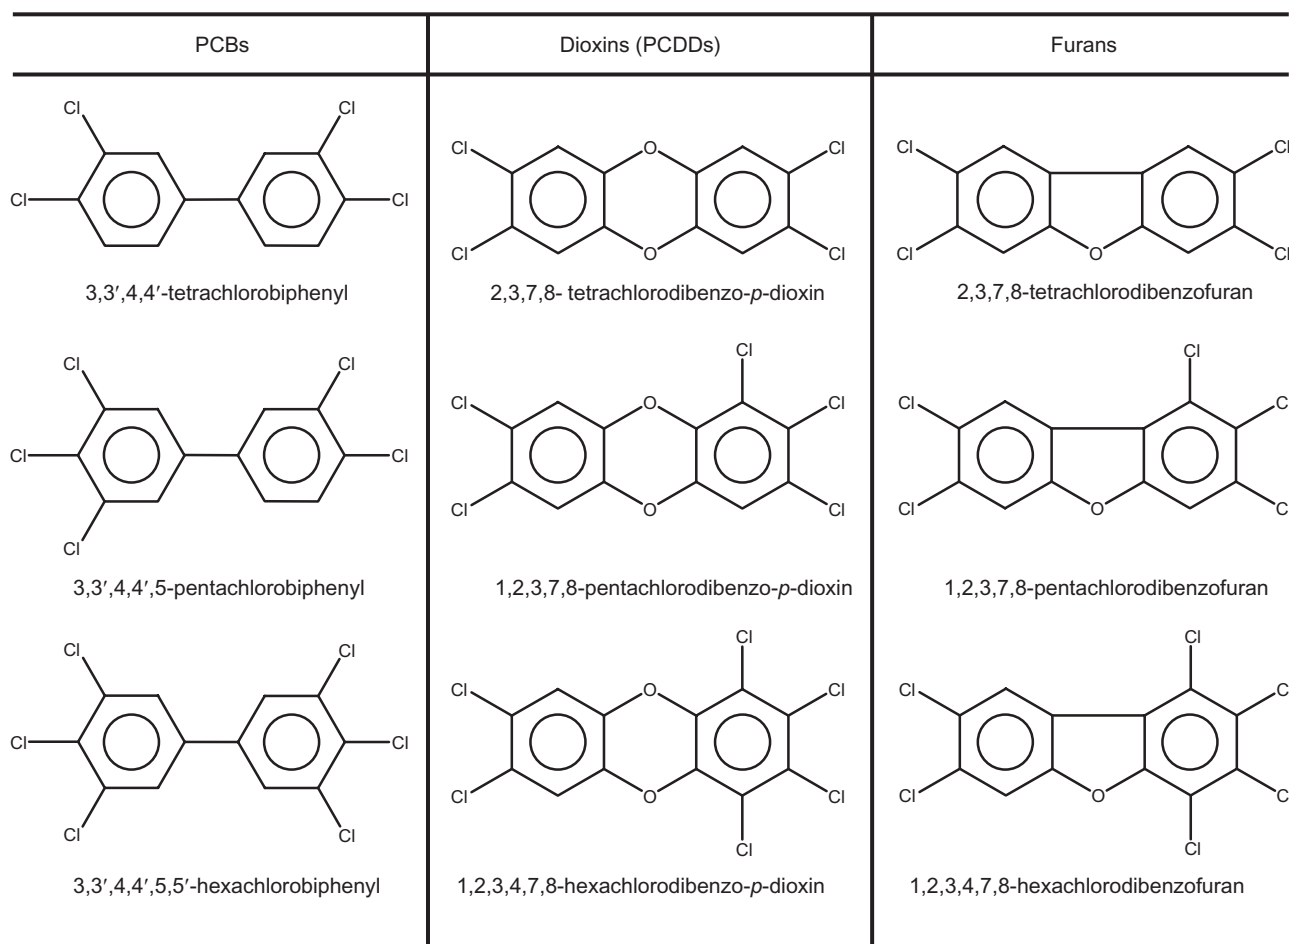 PCBs
Dioxins (PCDDs)
Furans
Cl Cl
Cl Cl
3,3′,4,4′-tetrachlorobiphenyl
Cl O Cl
Cl O Cl
2,3,7,8- tetrachlorodibenzo-p-dioxin
Cl Cl
Cl O Cl
2,3,7,8-tetrachlorodibenzofuran
Cl Cl
Cl Cl
Cl
3,3′,4,4′,5-pentachlorobiphenyl
Cl
Cl O Cl
Cl O Cl
1,2,3,7,8-pentachlorodibenzo-p-dioxin
Cl
Cl C
Cl O C
1,2,3,7,8-pentachlorodibenzofuran
Cl Cl
Cl Cl
Cl Cl
3,3′,4,4′,5,5′-hexachlorobiphenyl
Cl
Cl O Cl
Cl O Cl
Cl
1,2,3,4,7,8-hexachlorodibenzo-p-dioxin
Cl
Cl C
Cl O C
Cl
1,2,3,4,7,8-hexachlorodibenzofuran